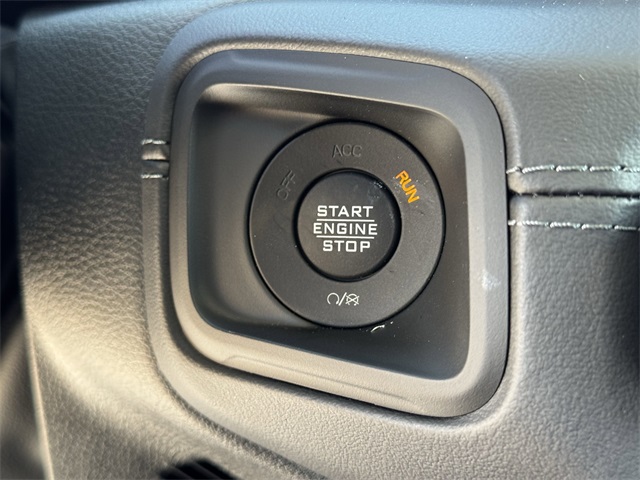 OFF
ACC
RUN
START
ENGINE
STOP